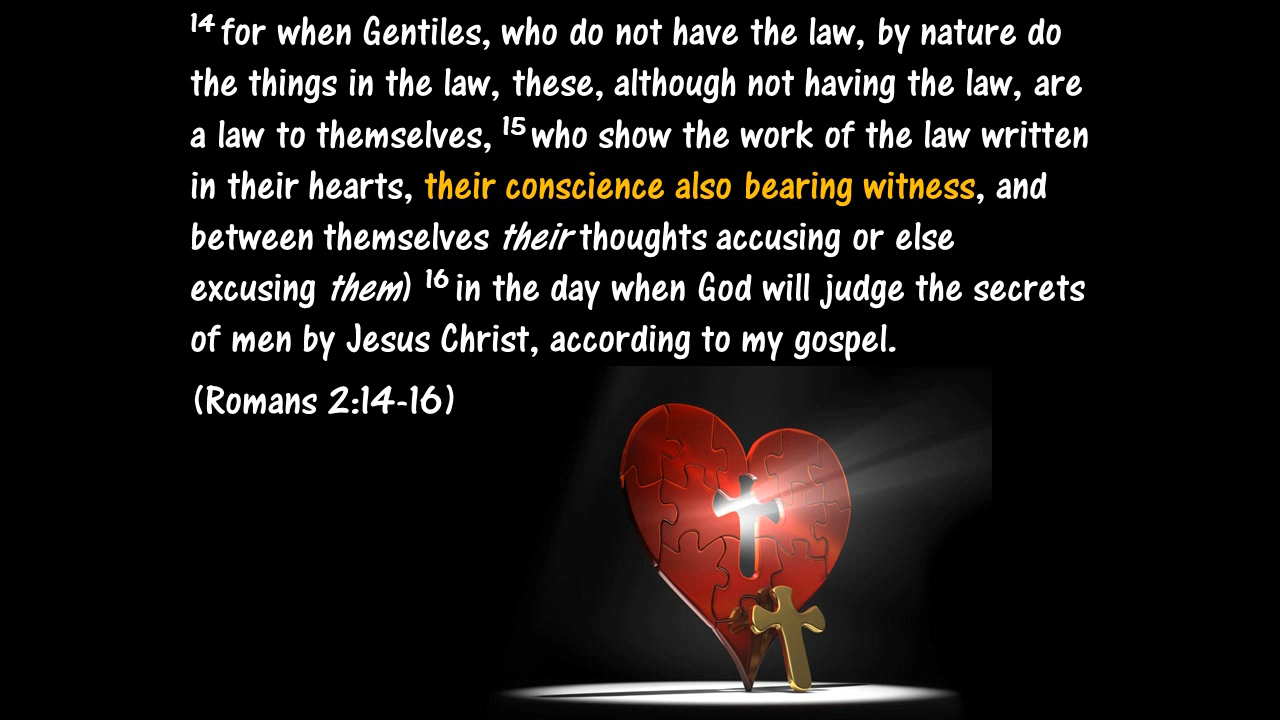 14 for when Gentiles, who do not have the law, by nature do
the things in the law, these, although not having the law, are
a law to themselves, 15 who show the work of the law written
in their hearts, their conscience also bearing witness, and
between themselves their thoughts accusing or else
excusing them) 16 in the day when God will judge the secrets
of men by Jesus Christ, according to my gospel.
(Romans 2:14-16)